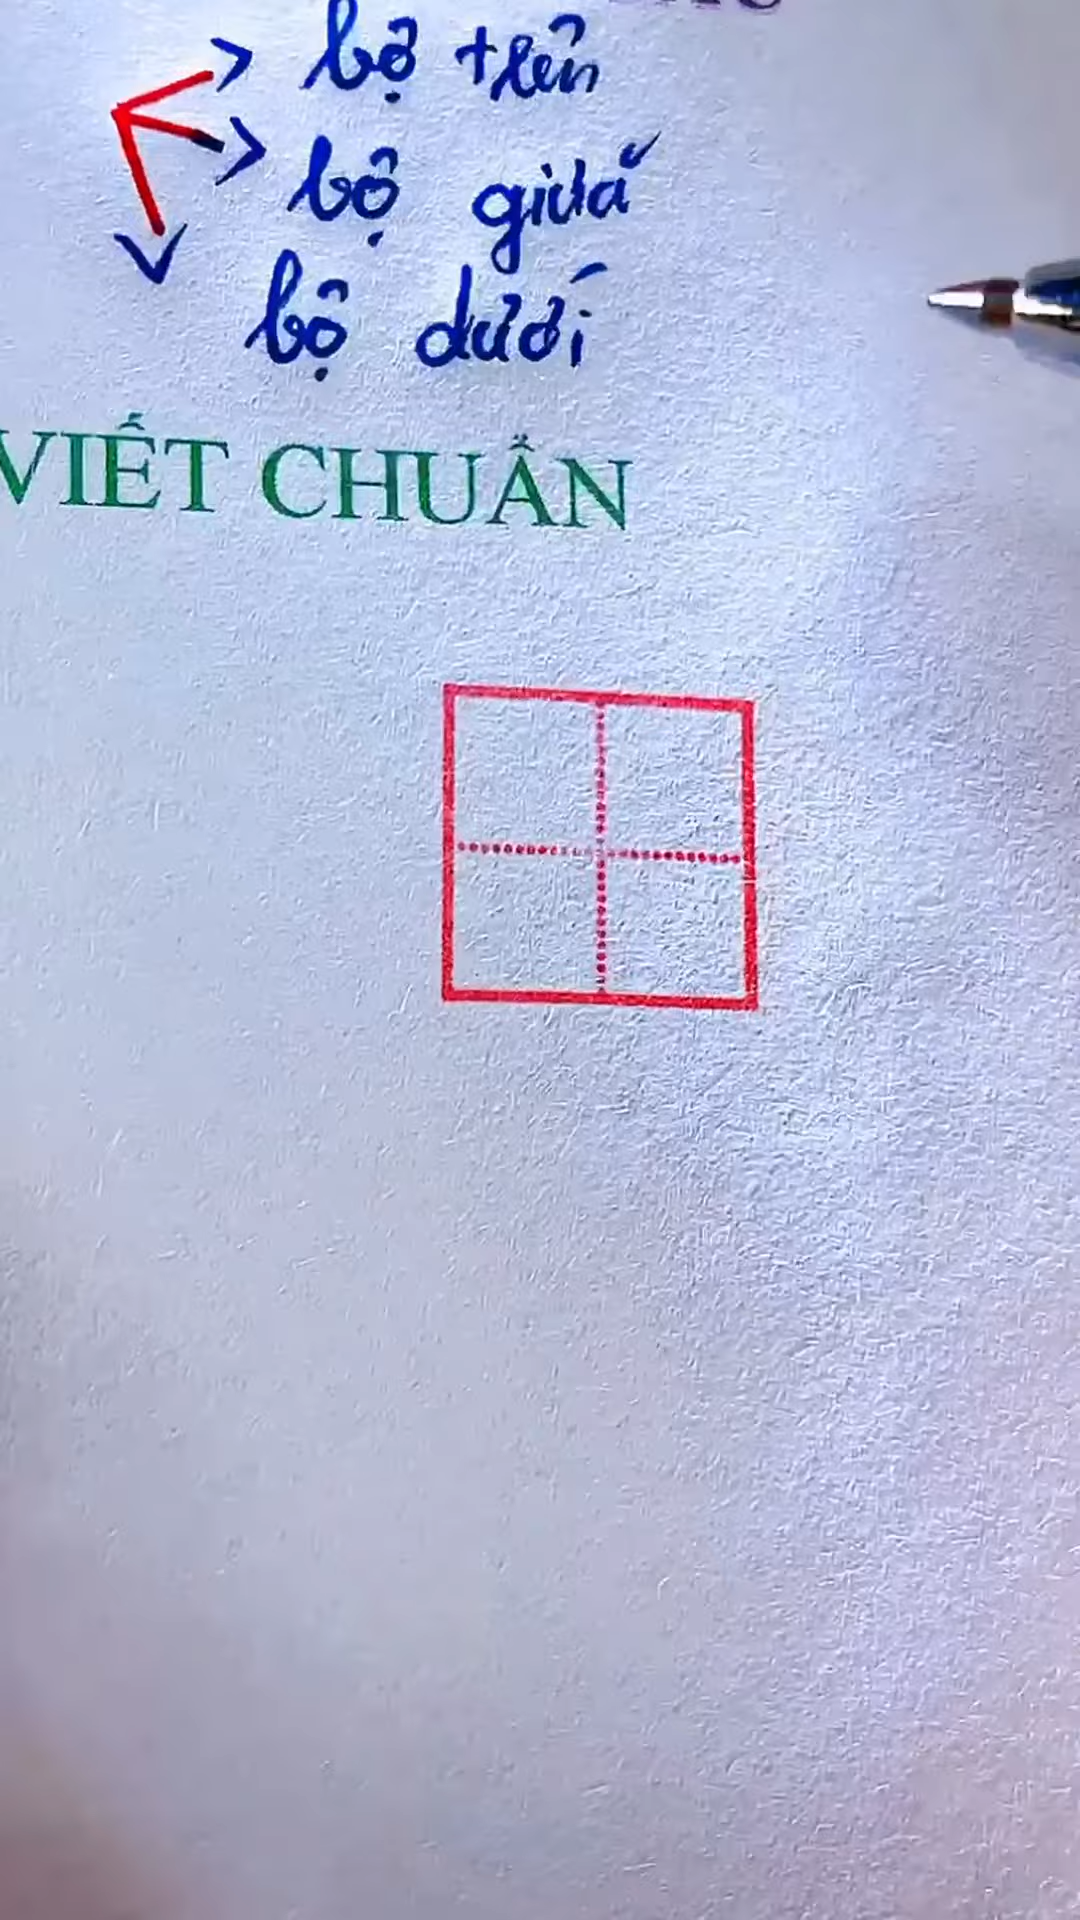 bộ trên
bộ giữa
bộ dưới
VIẾT CHUẨN